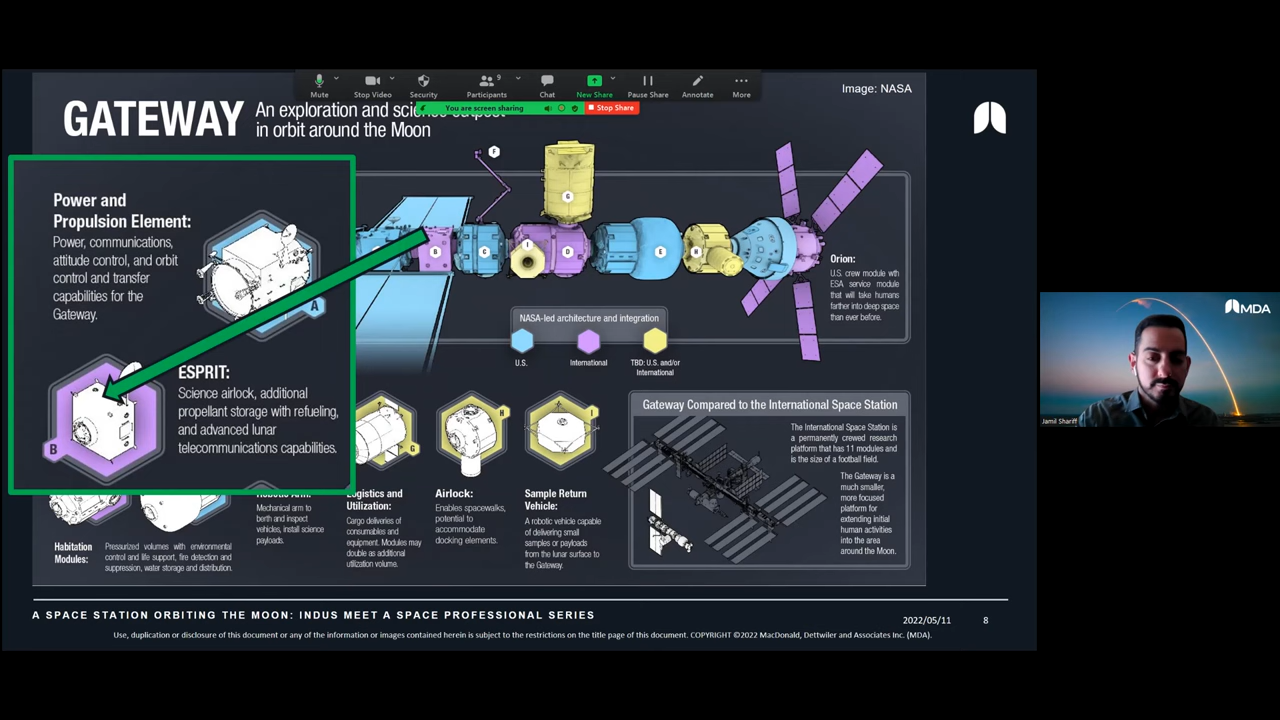 Mute
Stop Video
Security
Participants
9
Chat
New Share
Pause Share
Annotate
More
You are screen sharing
Stop Share
Image: NASA
GATEWAY
An exploration and science outpost
in orbit around the Moon
Power and
Propulsion Element:
Power, communications,
attitude control, and orbit
control and transfer
capabilities for the
Gateway.
A
ESPRIT:
Science airlock, additional
propellant storage with refueling,
and advanced lunar
telecommunications capabilities.
B
F
G
B
C
I
D
E
H
Orion:
U.S. crew module with
ESA service module
that will take humans
farther into deep space
than ever before.
NASA-led architecture and integration
U.S.
International
TBD: U.S. and/or
International
G
H
I
Habitation
Modules:
Pressurized volumes with environmental
control and life support, fire detection and
suppression, water storage and distribution.
Robotic Arm:
Mechanical arm to
berth and inspect
vehicles, install science
payloads.
Logistics and
Utilization:
Cargo deliveries of
consumables and
equipment. Modules may
double as additional
utilization volume.
Airlock:
Enables spacewalks,
potential to
accommodate
docking elements.
Sample Return
Vehicle:
A robotic vehicle capable
of delivering small
samples or payloads
from the lunar surface to
the Gateway.
Gateway Compared to the International Space Station
The International Space Station is
a permanently crewed research
platform that has 11 modules and
is the size of a football field.
The Gateway is a
much smaller,
more focused
platform for
extending initial
human activities
into the area
around the Moon.
A SPACE STATION ORBITING THE MOON: INDUS MEET A SPACE PROFESSIONAL SERIES
2022/05/11
8
Use, duplication or disclosure of this document or any of the information or images contained herein is subject to the restrictions on the title page of this document. COPYRIGHT ©2022 MacDonald, Dettwiler and Associates Inc. (MDA).
MDA
Jamil Shariff